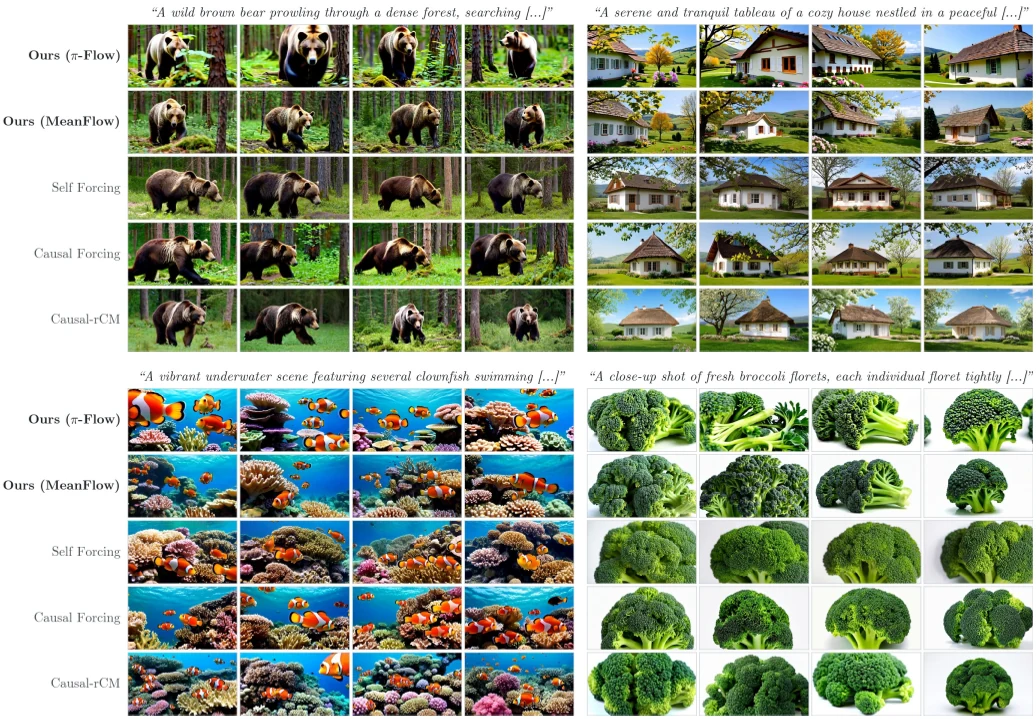 “A wild brown bear prowling through a dense forest, searching [...]”
“A serene and tranquil tableau of a cozy house nestled in a peaceful [...]”
Ours (π-Flow)
Ours (MeanFlow)
Self Forcing
Causal Forcing
Causal-rCM
“A vibrant underwater scene featuring several clownfish swimming [...]”
“A close-up shot of fresh broccoli florets, each individual floret tightly [...]”
Ours (π-Flow)
Ours (MeanFlow)
Self Forcing
Causal Forcing
Causal-rCM